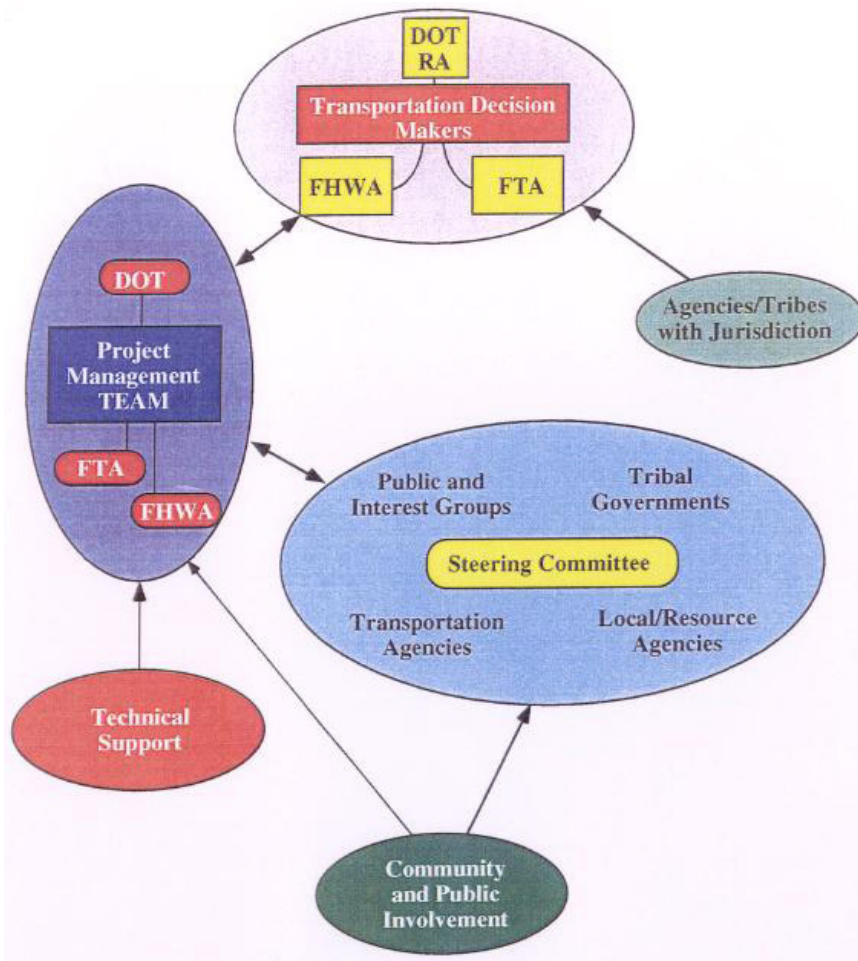 DOT
RA
Transportation Decision
Makers
FHWA
FTA
DOT
Project
Management
TEAM
FTA
FHWA
Agencies/Tribes
with Jurisdiction
Public and
Interest Groups
Tribal
Governments
Steering Committee
Transportation
Agencies
Local/Resource
Agencies
Technical
Support
Community
and Public
Involvement